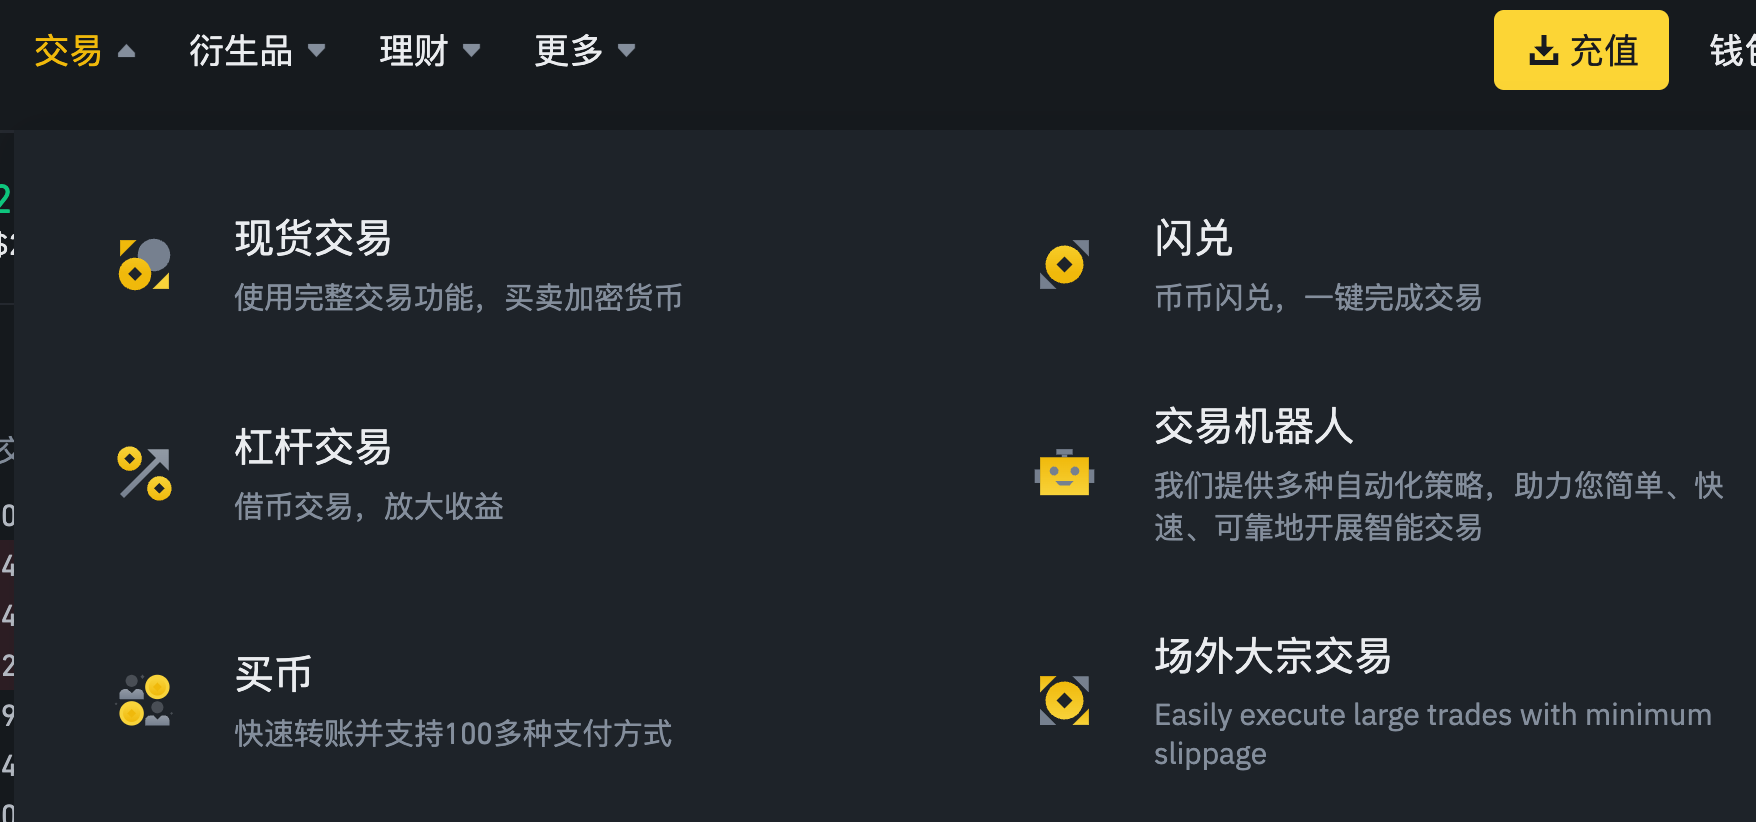 交易
衍生品
理财
更多
充值
现货交易
使用完整交易功能，买卖加密货币
闪兑
币币闪兑，一键完成交易
杠杆交易
借币交易，放大收益
交易机器人
我们提供多种自动化策略，助力您简单、快
速、可靠地开展智能交易
买币
快速转账并支持100多种支付方式
场外大宗交易
Easily execute large trades with minimum
slippage